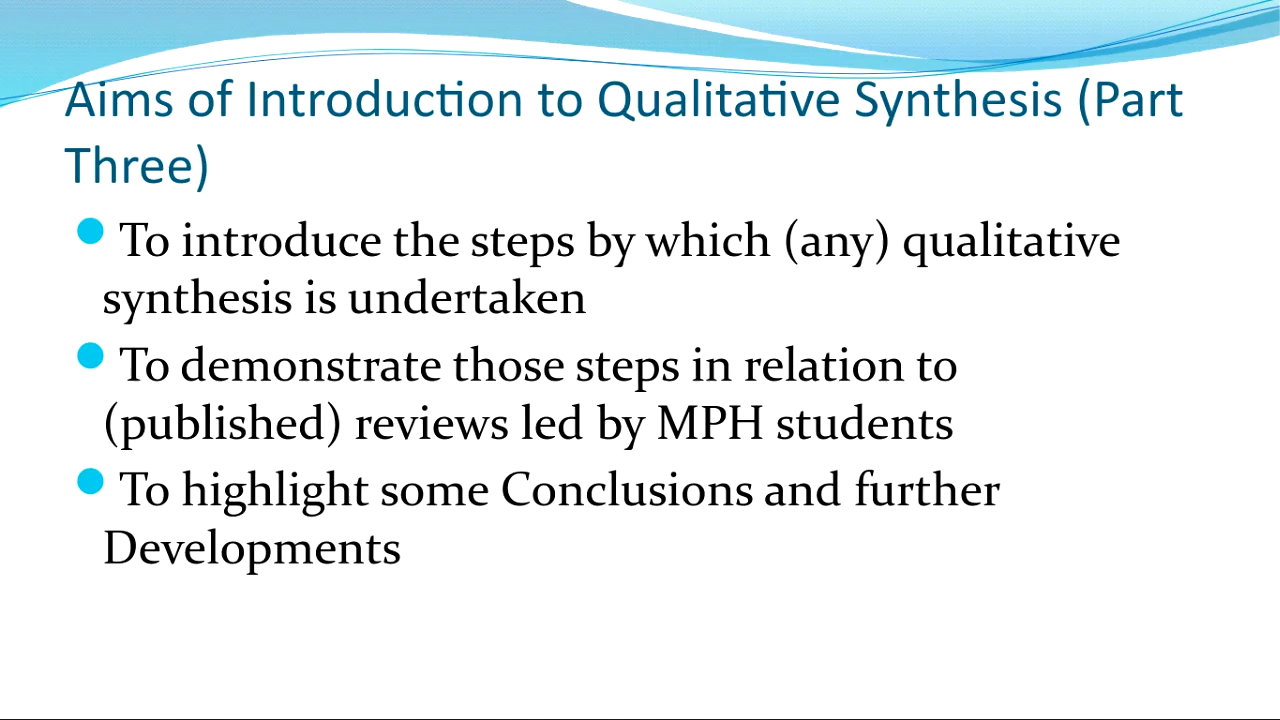 Aims of Introduction to Qualitative Synthesis (Part
Three)
To introduce the steps by which (any) qualitative
synthesis is undertaken
To demonstrate those steps in relation to
(published) reviews led by MPH students
To highlight some Conclusions and further
Developments